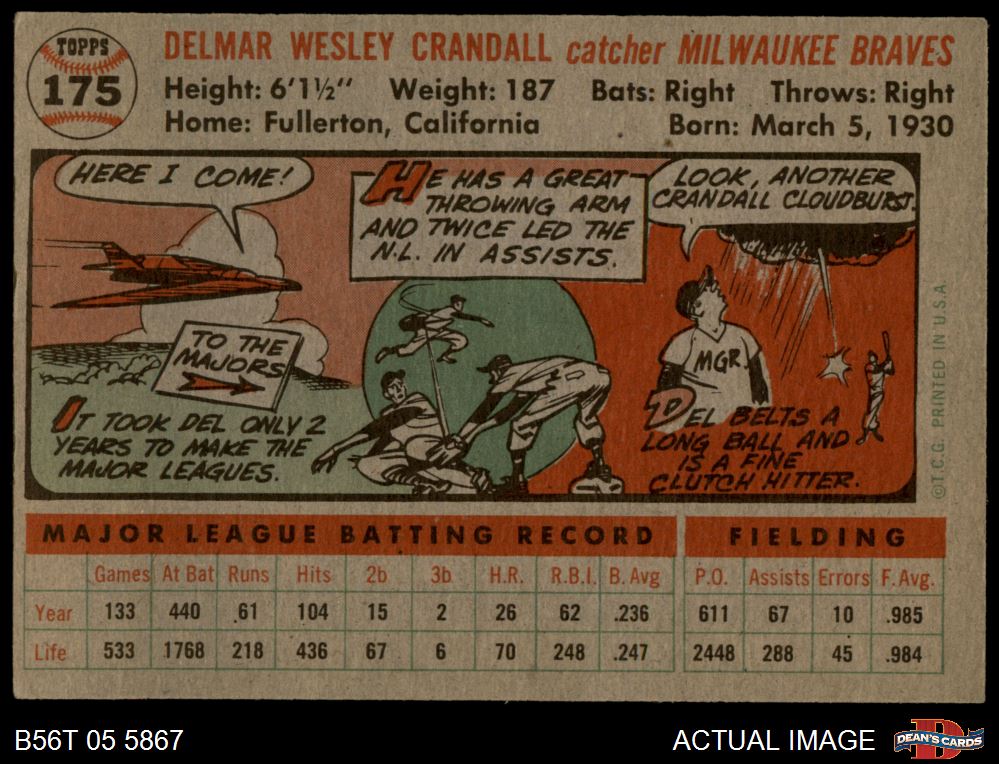 TOPPS
175
DELMAR WESLEY CRANDALL catcher MILWAUKEE BRAVES
Height: 6'1½" Weight: 187 Bats: Right Throws: Right
Home: Fullerton, California Born: March 5, 1930
HERE I COME!
TO THE
MAJORS
IT TOOK DEL ONLY 2
YEARS TO MAKE THE
MAJOR LEAGUES.
HE HAS A GREAT
THROWING ARM
AND TWICE LED THE
N.L. IN ASSISTS.
LOOK, ANOTHER
CRANDALL CLOUDBURST.
MGR.
DEL BELTS A
LONG BALL AND
IS A FINE
CLUTCH HITTER.
©T.C.G. PRINTED IN U.S.A.
MAJOR LEAGUE BATTING RECORD FIELDING
Games At Bat Runs Hits 2b 3b H.R. R.B.I. B. Avg P.O. Assists Errors F. Avg.
Year 133 440 .61 104 15 2 26 62 .236 611 67 10 .985
Life 533 1768 218 436 67 6 70 248 .247 2448 288 45 .984
B56T 05 5867
ACTUAL IMAGE
DEAN'S CARDS